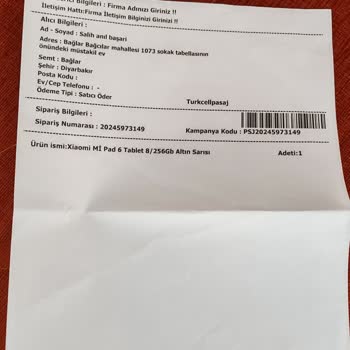 Bilgileri : Firma Adınızı Giriniz !!
İletişim Hattı:Firma İletişim Bilginizi Giriniz !!
Alıcı Bilgileri :
Ad - Soyad : Salih anıl başari
Adres : Bağlar Bağcılar mahallesi 1073 sokak tabellasının
önündeki müstakil ev
Semt : Bağlar
Şehir : Diyarbakır
Posta Kodu :
Ev/Cep Telefonu : -
Ödeme Tipi : Satıcı Öder
Turkcellpasaj
Sipariş Bilgileri :
Sipariş Numarası : 20245973149
Kampanya Kodu : PSJ20245973149
Ürün ismi:Xiaomi Mİ Pad 6 Tablet 8/256Gb Altın Sarısı
Adeti:1